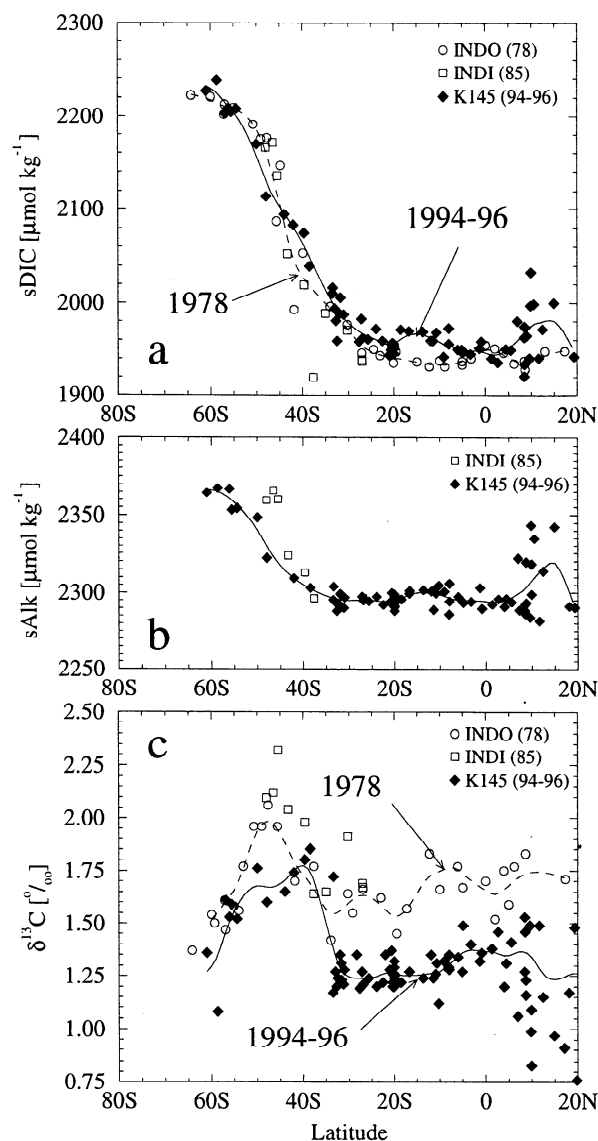 2300
2200
2100
2000
1900
sDIC [µmol kg⁻¹]
INDO (78)
INDI (85)
K145 (94-96)
1994-96
1978
a
80S 60S 40S 20S 0 20N
2400
2350
2300
2250
sAlk [µmol kg⁻¹]
INDI (85)
K145 (94-96)
b
80S 60S 40S 20S 0 20N
2.50
2.25
2.00
1.75
1.50
1.25
1.00
0.75
δ¹³C [⁰/₀₀]
c
INDO (78)
INDI (85)
K145 (94-96)
1978
1994-96
80S 60S 40S 20S 0 20N
Latitude